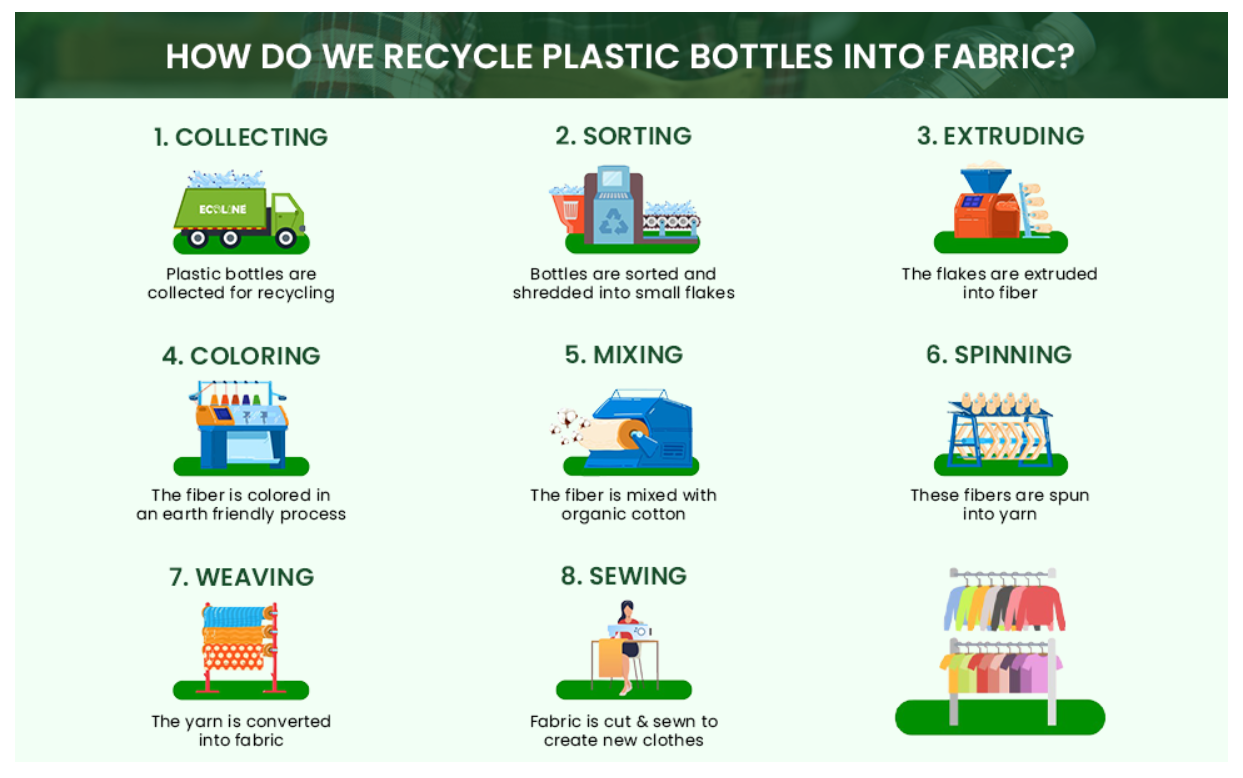 HOW DO WE RECYCLE PLASTIC BOTTLES INTO FABRIC?
1. COLLECTING
ECOLINE
Plastic bottles are
collected for recycling
2. SORTING
Bottles are sorted and
shredded into small flakes
3. EXTRUDING
The flakes are extruded
into fiber
4. COLORING
The fiber is colored in
an earth friendly process
5. MIXING
The fiber is mixed with
organic cotton
6. SPINNING
These fibers are spun
into yarn
7. WEAVING
The yarn is converted
into fabric
8. SEWING
Fabric is cut & sewn to
create new clothes